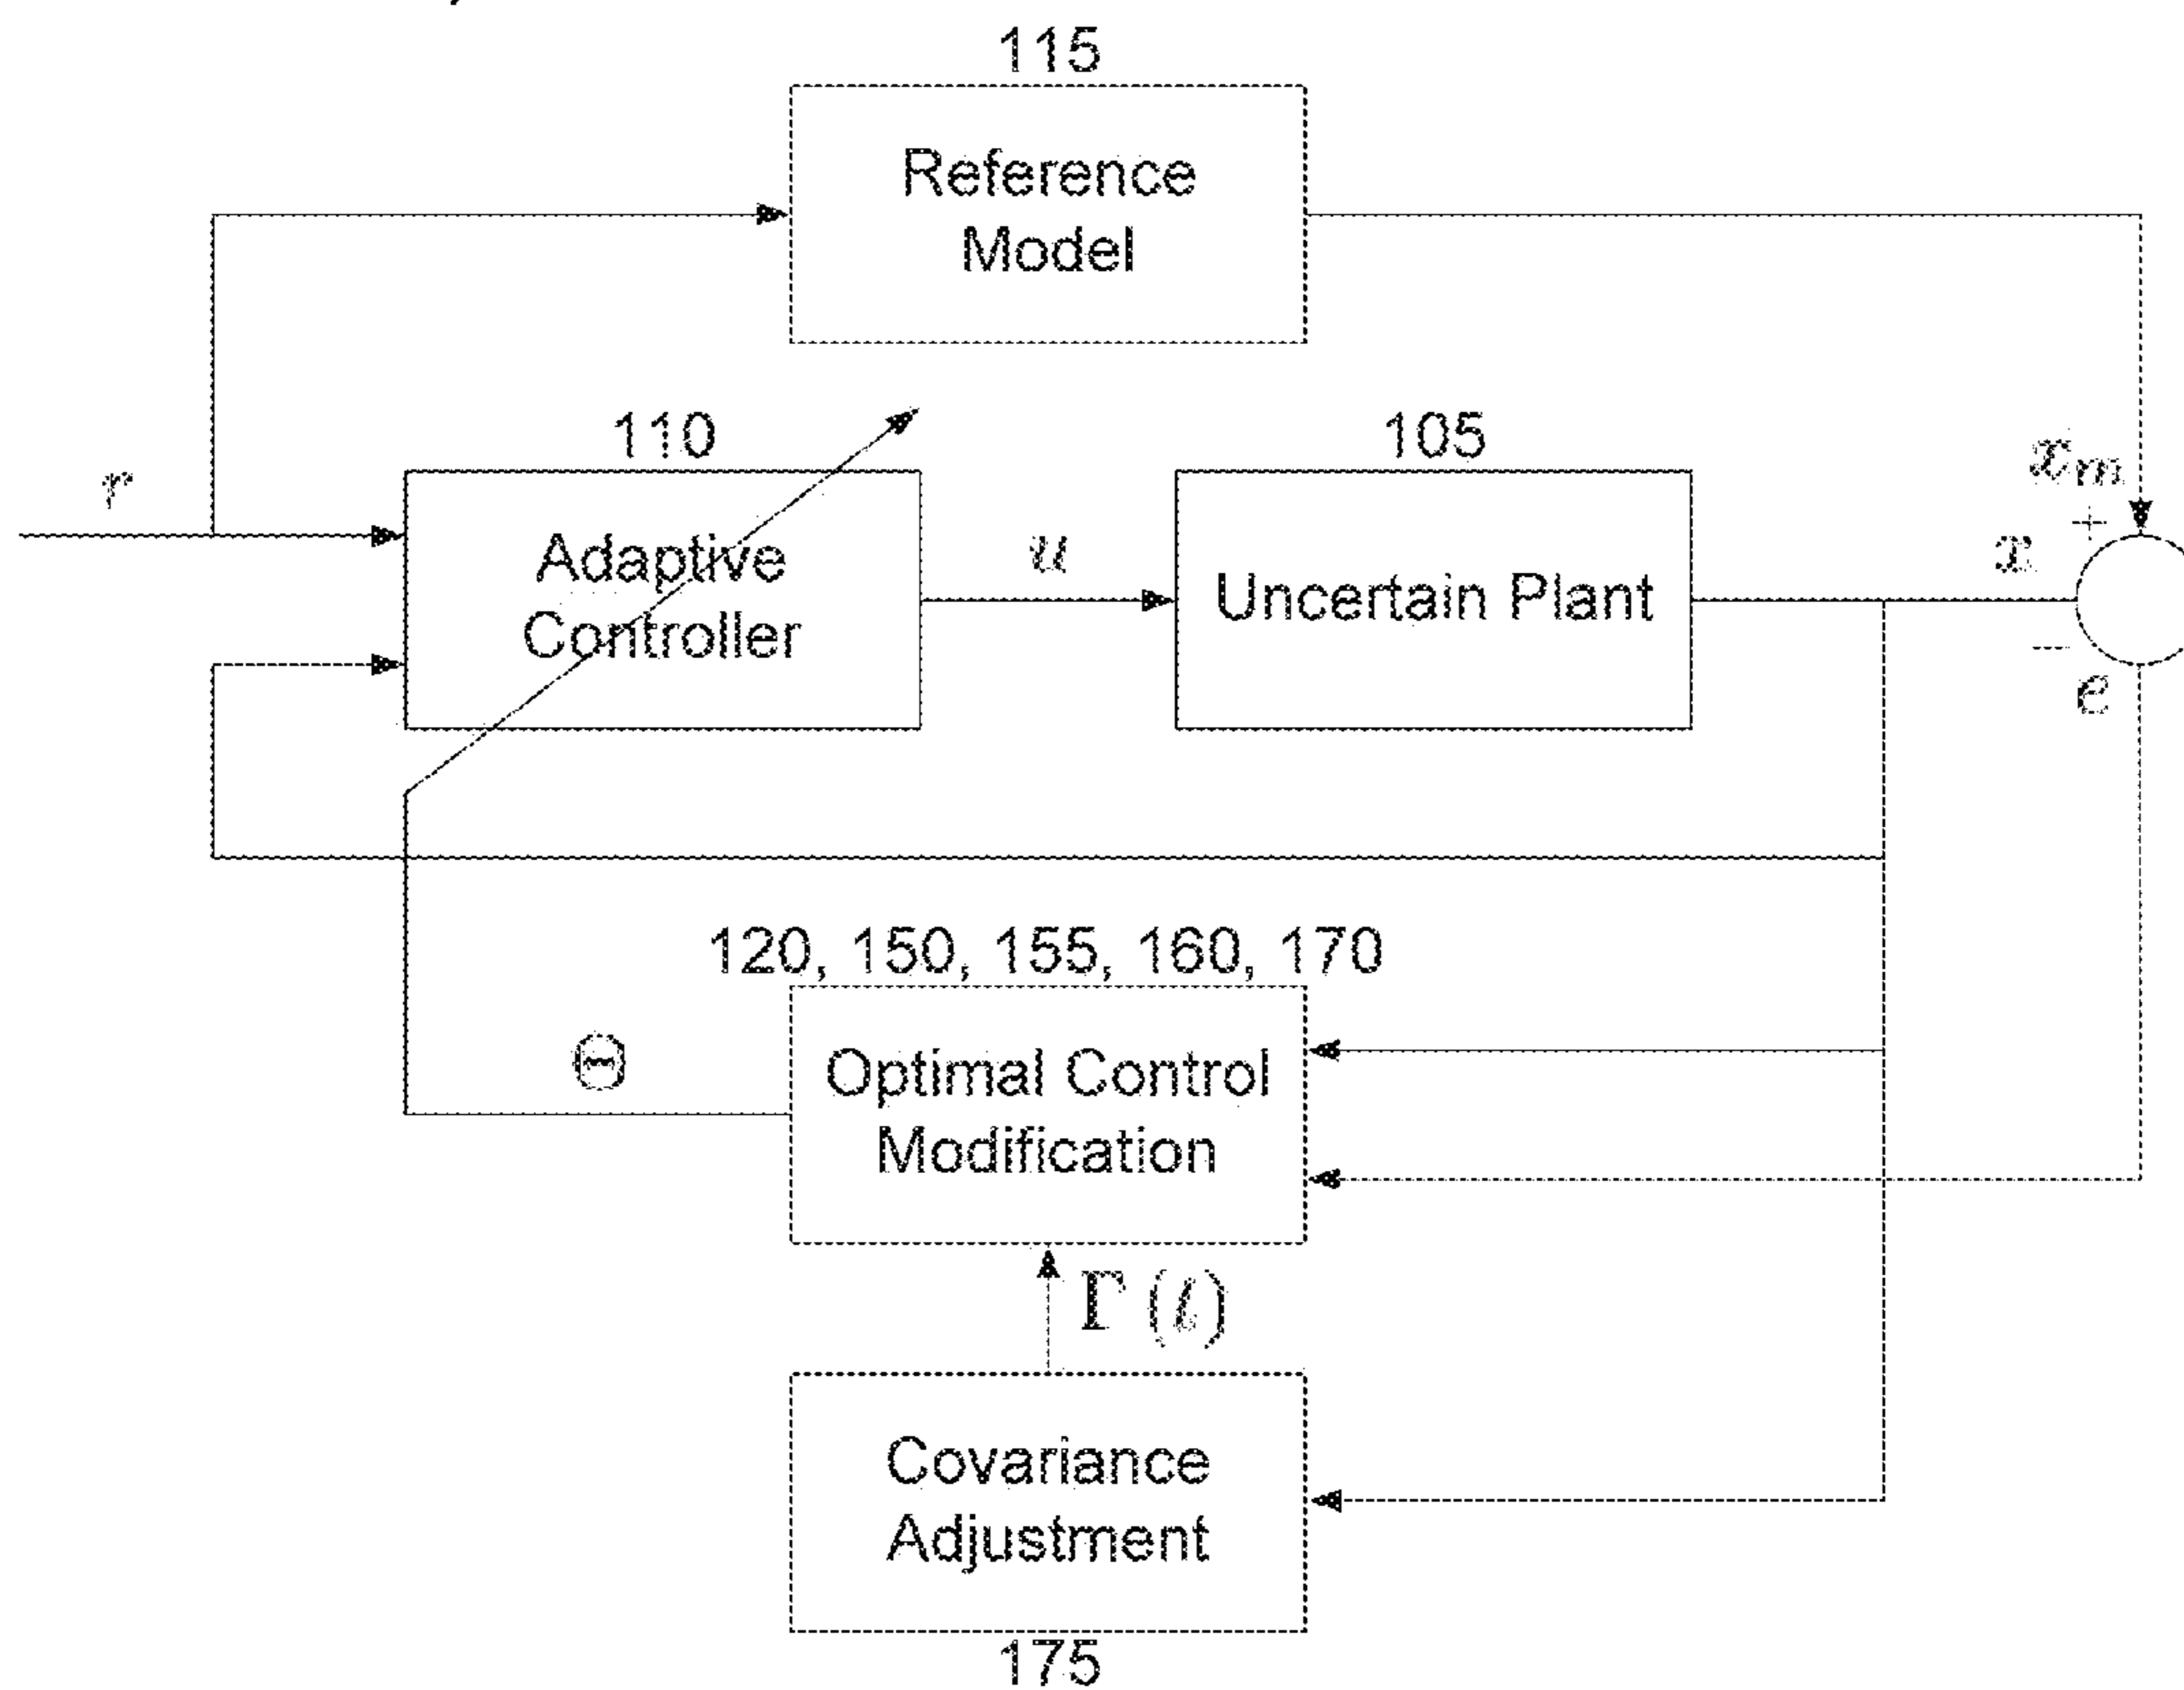 115
Reference
Model
110
105
r
x_m
+
Adaptive
Controller
u
Uncertain Plant
x
−
e
120, 150, 155, 160, 170
Θ
Optimal Control
Modification
Γ (t)
Covariance
Adjustment
175